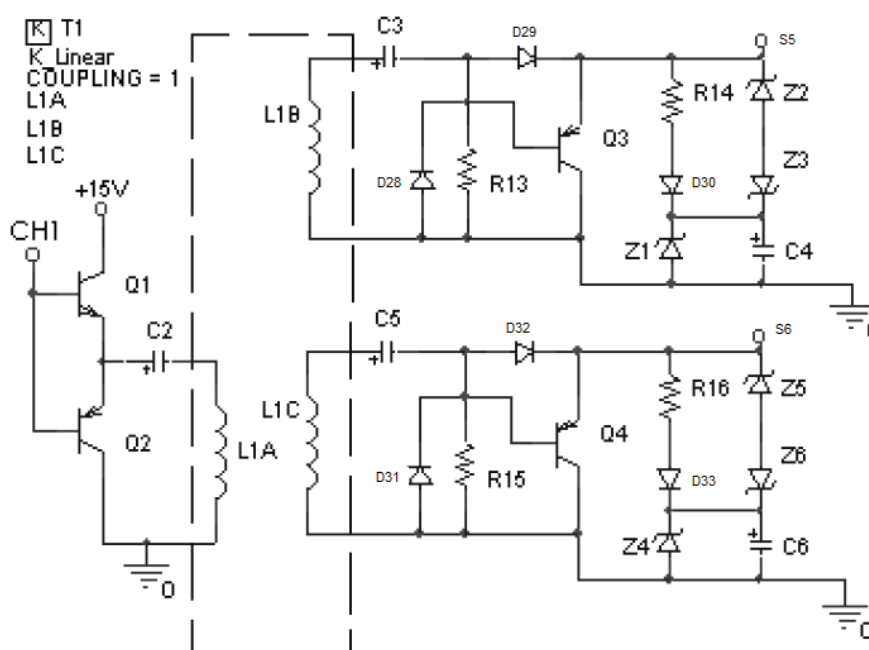 K T1
K_Linear
COUPLING = 1
L1A
L1B
L1C
+15V
CH1
Q1
Q2
C2
L1A
0
L1B
C3
D29
S5
D28
R13
Q3
R14
Z2
D30
Z3
Z1
C4
L1C
C5
D32
S6
D31
R15
Q4
R16
Z5
D33
Z6
Z4
C6